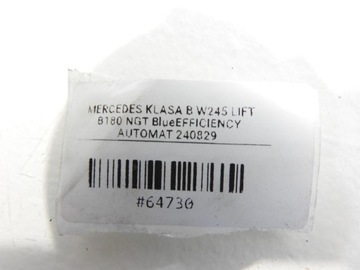 MERCEDES KLASA B W245 LIFT
B180 NGT BlueEFFICIENCY
AUTOMAT 240829
#64730